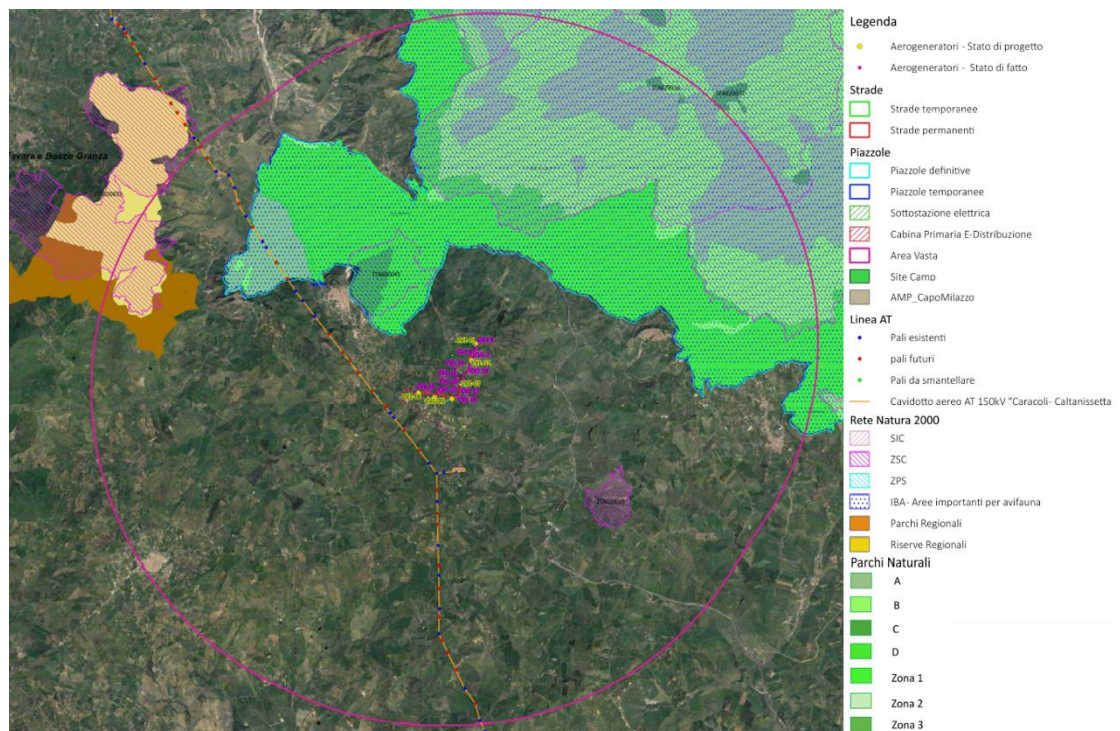 Legenda
Aerogeneratori - Stato di progetto
Aerogeneratori - Stato di fatto
Strade
Strade temporanee
Strade permanenti
Piazzole
Piazzole definitive
Piazzole temporanee
Sottostazione elettrica
Cabina Primaria E-Distribuzione
Area Vasta
Site Camp
AMP_CapoMilazzo
Linea AT
Pali esistenti
pali futuri
Pali da smantellare
Cavidotto aereo AT 150kV "Caracoli- Caltanissetta
Rete Natura 2000
SIC
ZSC
ZPS
IBA- Aree importanti per avifauna
Parchi Regionali
Riserve Regionali
Parchi Naturali
A
B
C
D
Zona 1
Zona 2
Zona 3
e Bosco Granza
ITA020045